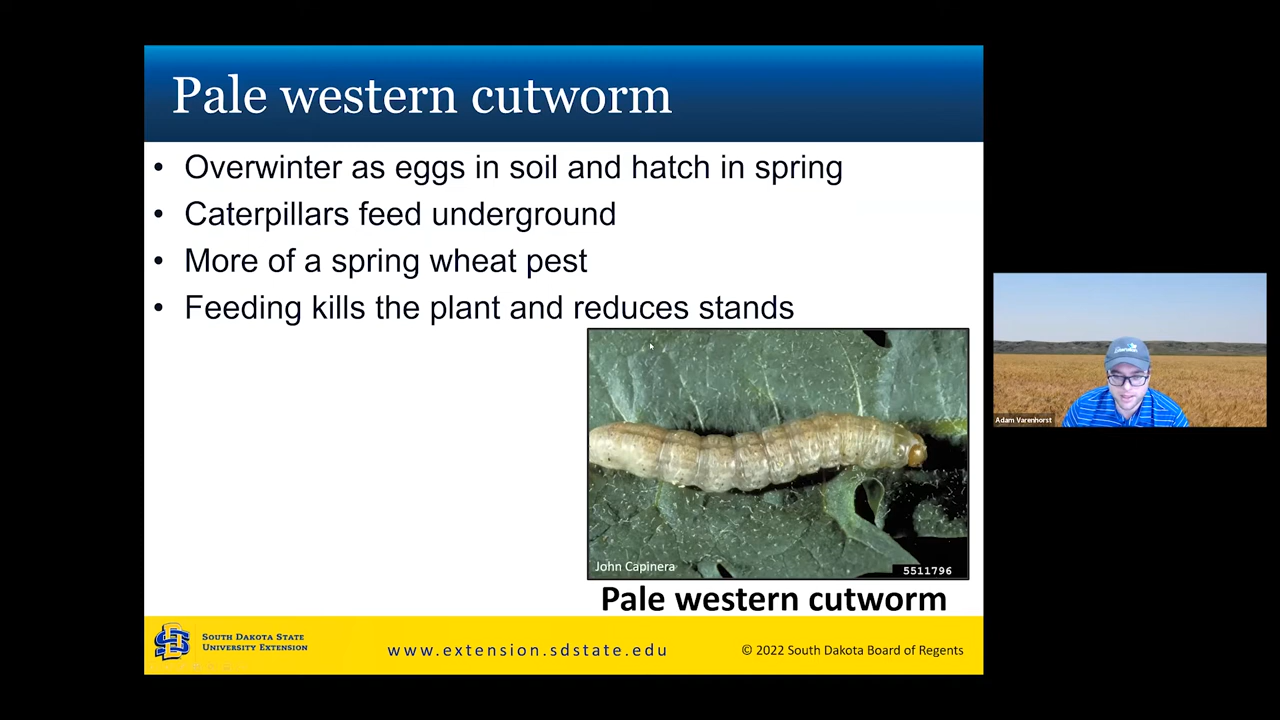 Pale western cutworm
• Overwinter as eggs in soil and hatch in spring
• Caterpillars feed underground
• More of a spring wheat pest
• Feeding kills the plant and reduces stands
John Capinera
5511796
Pale western cutworm
Adam Varenhorst
SOUTH DAKOTA STATE
UNIVERSITY EXTENSION
www.extension.sdstate.edu
© 2022 South Dakota Board of Regents